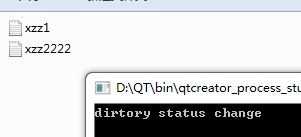 xzz1
xzz2222
D:\QT\bin\qtcreator_process_stu
dirtory status change